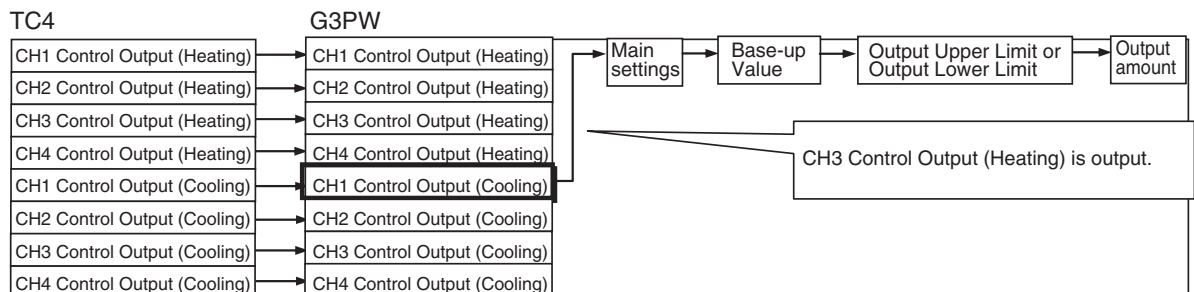 TC4
G3PW
CH1 Control Output (Heating)
CH2 Control Output (Heating)
CH3 Control Output (Heating)
CH4 Control Output (Heating)
CH1 Control Output (Cooling)
CH2 Control Output (Cooling)
CH3 Control Output (Cooling)
CH4 Control Output (Cooling)
CH1 Control Output (Heating)
CH2 Control Output (Heating)
CH3 Control Output (Heating)
CH4 Control Output (Heating)
CH1 Control Output (Cooling)
CH2 Control Output (Cooling)
CH3 Control Output (Cooling)
CH4 Control Output (Cooling)
Main
settings
Base-up
Value
Output Upper Limit or
Output Lower Limit
Output
amount
CH3 Control Output (Heating) is output.